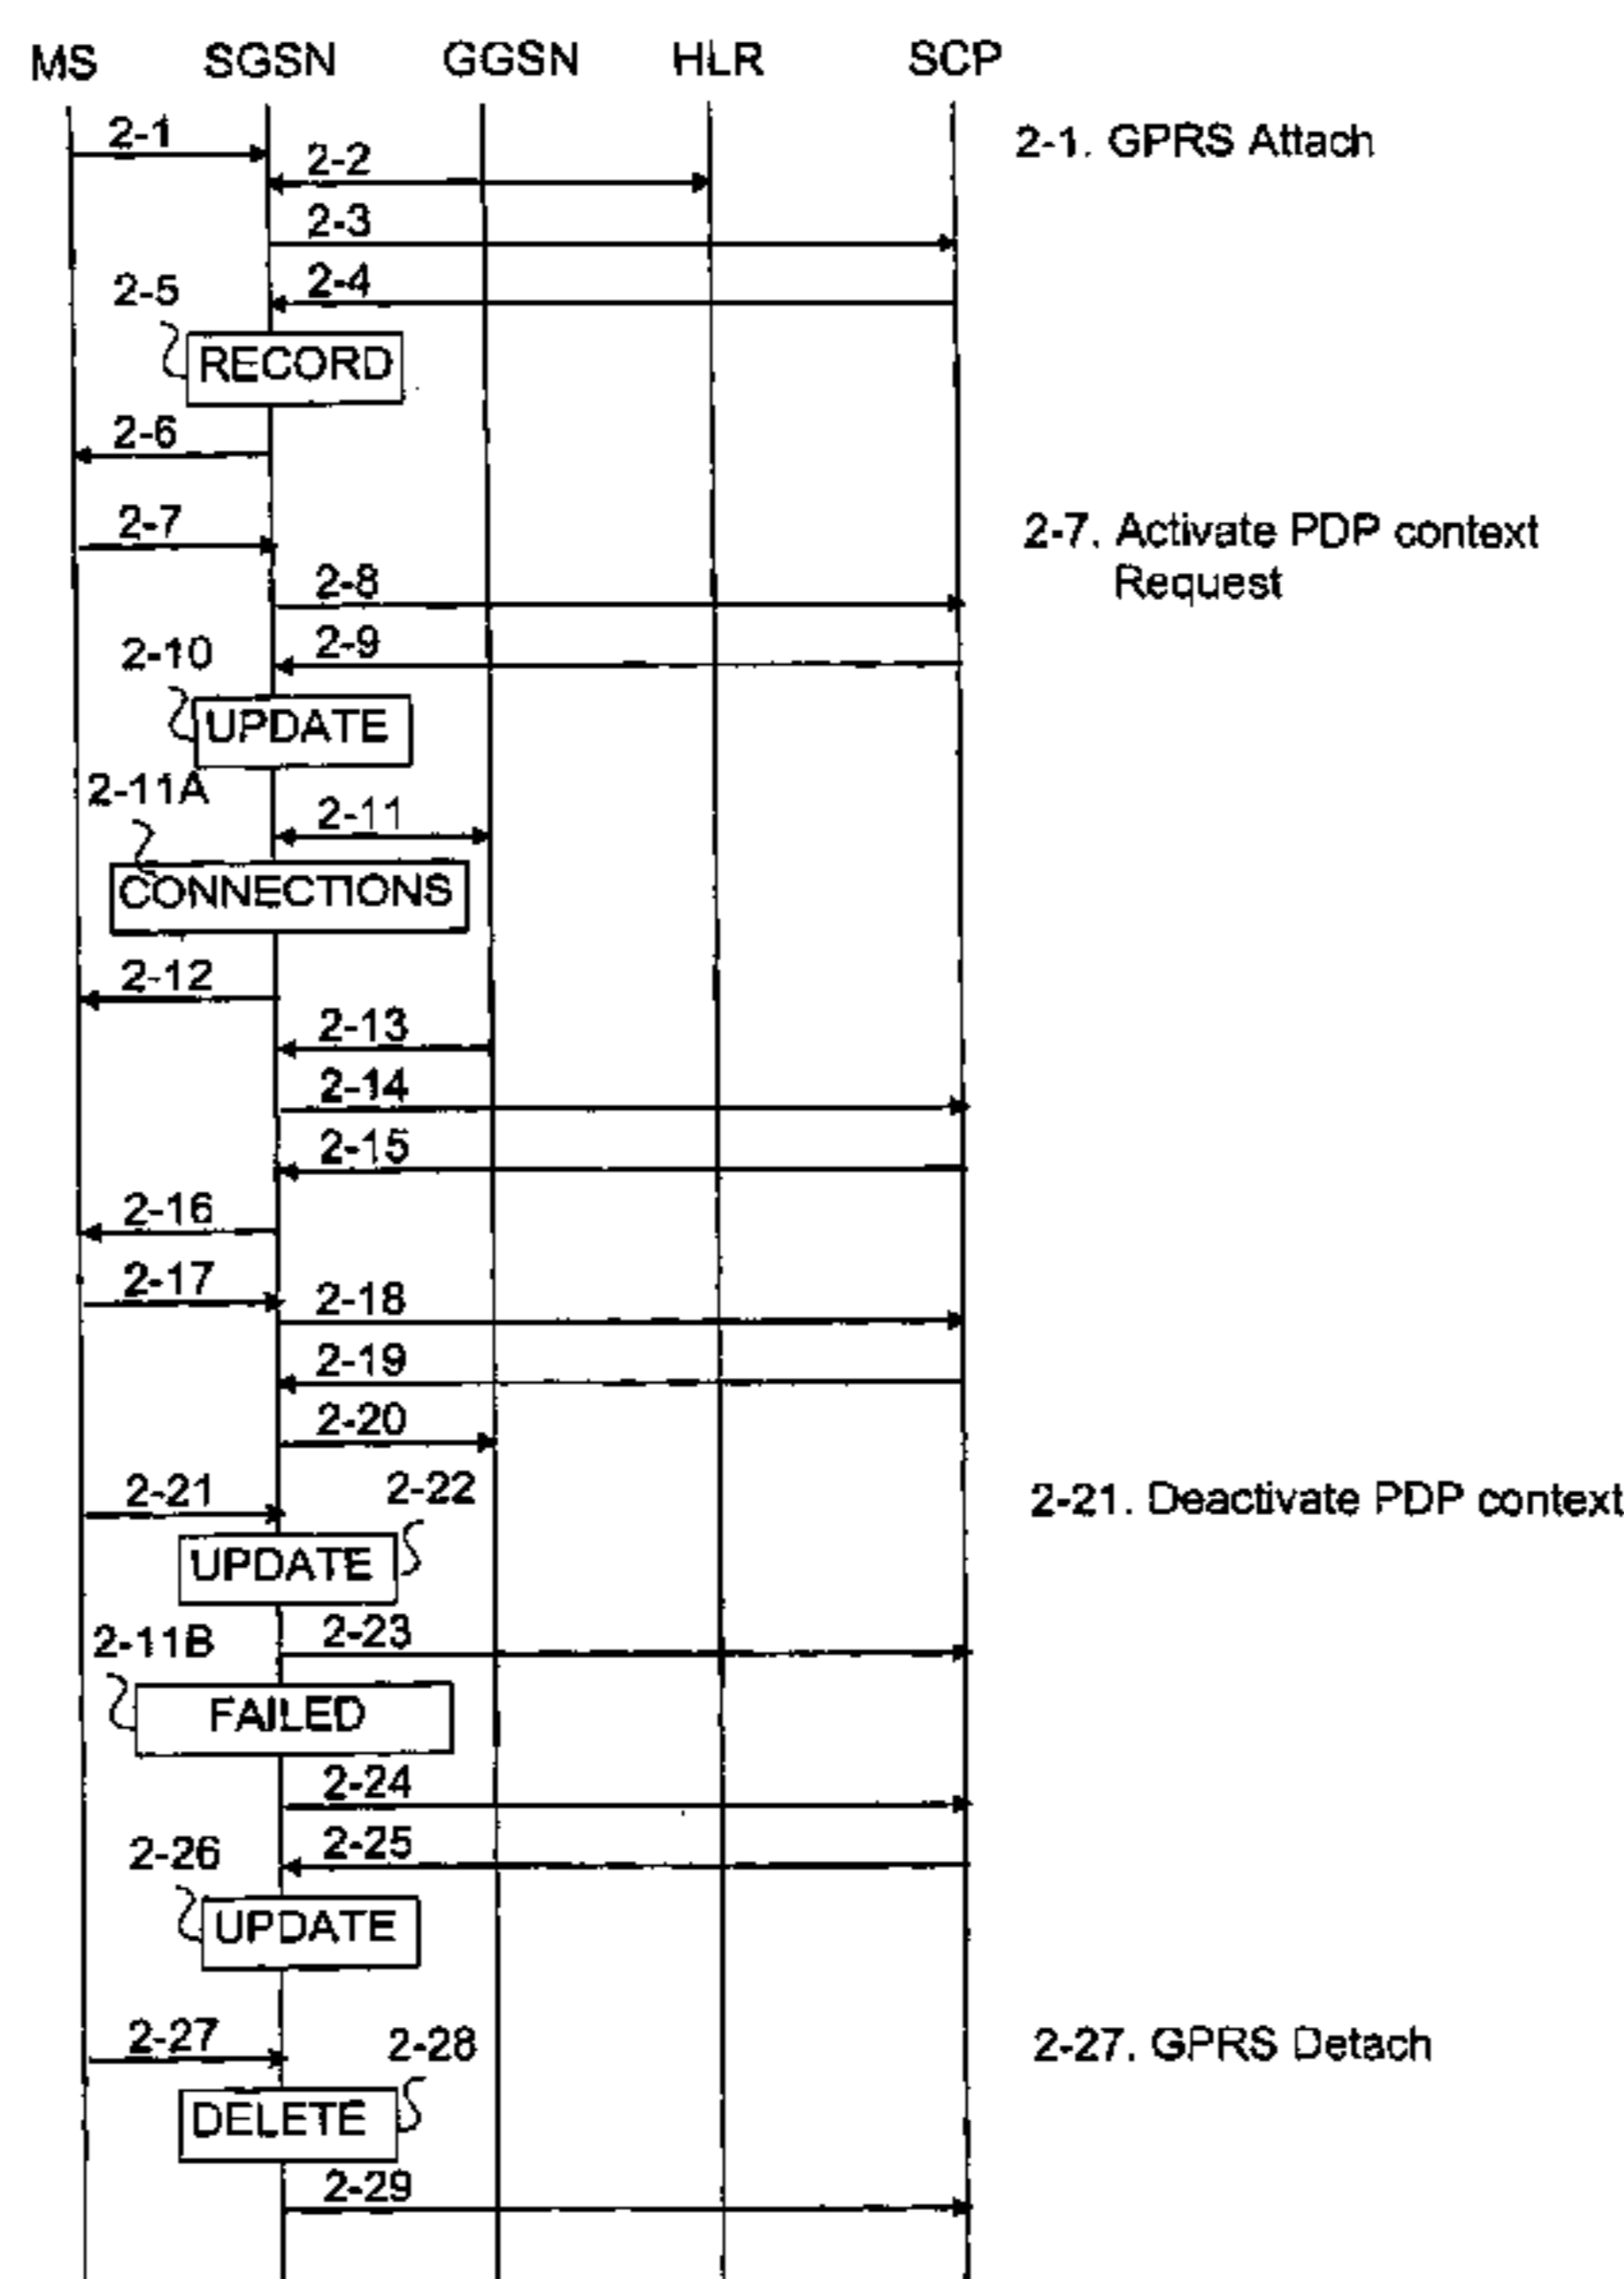 MS SGSN GGSN HLR SCP
2-1
2-1. GPRS Attach
2-2
2-3
2-4
2-5
RECORD
2-6
2-7
2-7. Activate PDP context
Request
2-8
2-9
2-10
UPDATE
2-11A
2-11
CONNECTIONS
2-12
2-13
2-14
2-15
2-16
2-17
2-18
2-19
2-20
2-21
2-22
2-21. Deactivate PDP context
UPDATE
2-23
2-11B
FAILED
2-24
2-25
2-26
UPDATE
2-27
2-28
2-27. GPRS Detach
DELETE
2-29